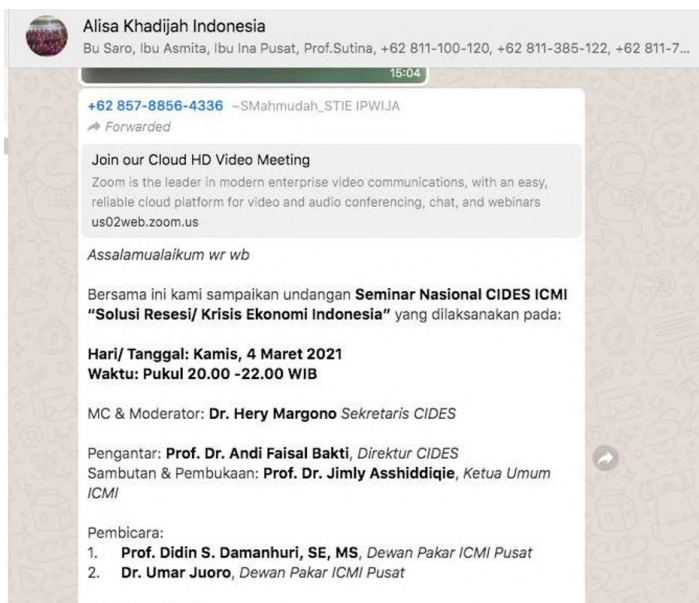 Alisa Khadijah Indonesia
Bu Saro, Ibu Asmita, Ibu Ina Pusat, Prof.Sutina, +62 811-100-120, +62 811-385-122, +62 811-7...
15:04
+62 857-8856-4336 ~SMahmudah_STIE IPWIJA
Forwarded
Join our Cloud HD Video Meeting
Zoom is the leader in modern enterprise video communications, with an easy,
reliable cloud platform for video and audio conferencing, chat, and webinars
us02web.zoom.us
Assalamualaikum wr wb
Bersama ini kami sampaikan undangan Seminar Nasional CIDES ICMI
“Solusi Resesi/ Krisis Ekonomi Indonesia” yang dilaksanakan pada:
Hari/ Tanggal: Kamis, 4 Maret 2021
Waktu: Pukul 20.00 -22.00 WIB
MC & Moderator: Dr. Hery Margono Sekretaris CIDES
Pengantar: Prof. Dr. Andi Faisal Bakti, Direktur CIDES
Sambutan & Pembukaan: Prof. Dr. Jimly Asshiddiqie, Ketua Umum
ICMI
Pembicara:
1. Prof. Didin S. Damanhuri, SE, MS, Dewan Pakar ICMI Pusat
2. Dr. Umar Juoro, Dewan Pakar ICMI Pusat